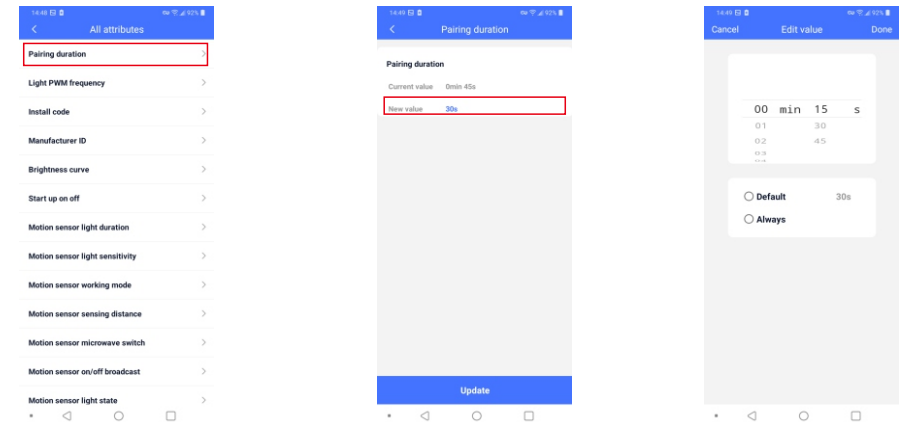 14:48 92%
All attributes
Pairing duration
Light PWM frequency
Install code
Manufacturer ID
Brightness curve
Start up on off
Motion sensor light duration
Motion sensor light sensitivity
Motion sensor working mode
Motion sensor sensing distance
Motion sensor microwave switch
Motion sensor on/off broadcast
Motion sensor light state
14:49 92%
Pairing duration
Pairing duration
Current value 0min 45s
New value 30s
Update
14:49 92%
Cancel Edit value Done
00 min 15 s
01 30
02 45
03
04
Default 30s
Always